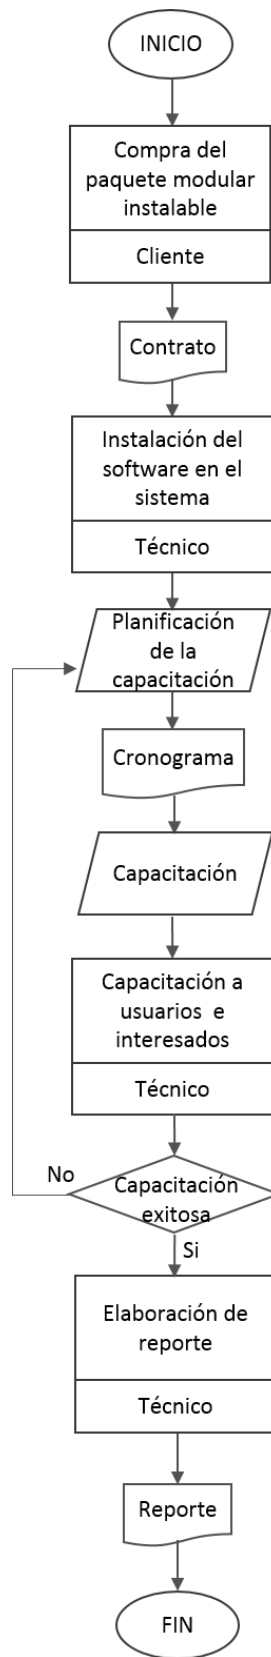 INICIO
Compra del
paquete modular
instalable
Cliente
Contrato
Instalación del
software en el
sistema
Técnico
Planificación
de la
capacitación
Cronograma
Capacitación
Capacitación a
usuarios e
interesados
Técnico
No
Capacitación
exitosa
Si
Elaboración de
reporte
Técnico
Reporte
FIN